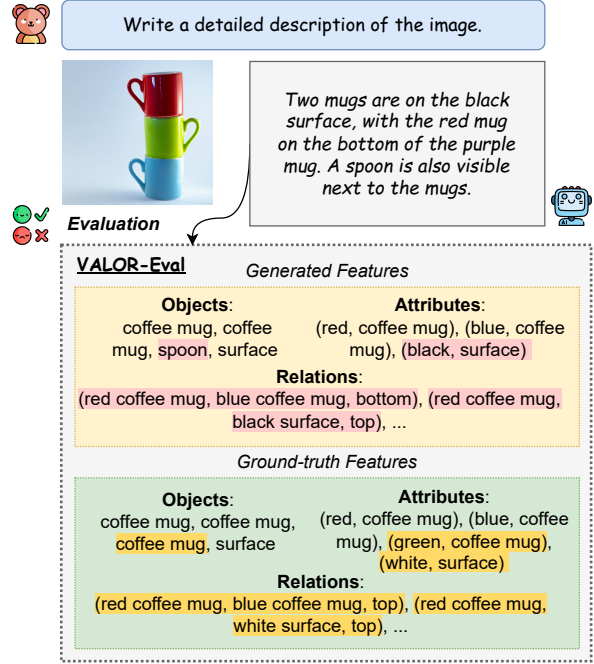 Write a detailed description of the image.
Two mugs are on the black
surface, with the red mug
on the bottom of the purple
mug. A spoon is also visible
next to the mugs.
AI
Evaluation
VALOR-Eval
Generated Features
Objects:
coffee mug, coffee
mug, spoon, surface
Attributes:
(red, coffee mug), (blue, coffee
mug), (black, surface)
Relations:
(red coffee mug, blue coffee mug, bottom), (red coffee mug,
black surface, top), ...
Ground-truth Features
Objects:
coffee mug, coffee mug,
coffee mug, surface
Attributes:
(red, coffee mug), (blue, coffee
mug), (green, coffee mug),
(white, surface)
Relations:
(red coffee mug, blue coffee mug, top), (red coffee mug,
white surface, top), ...